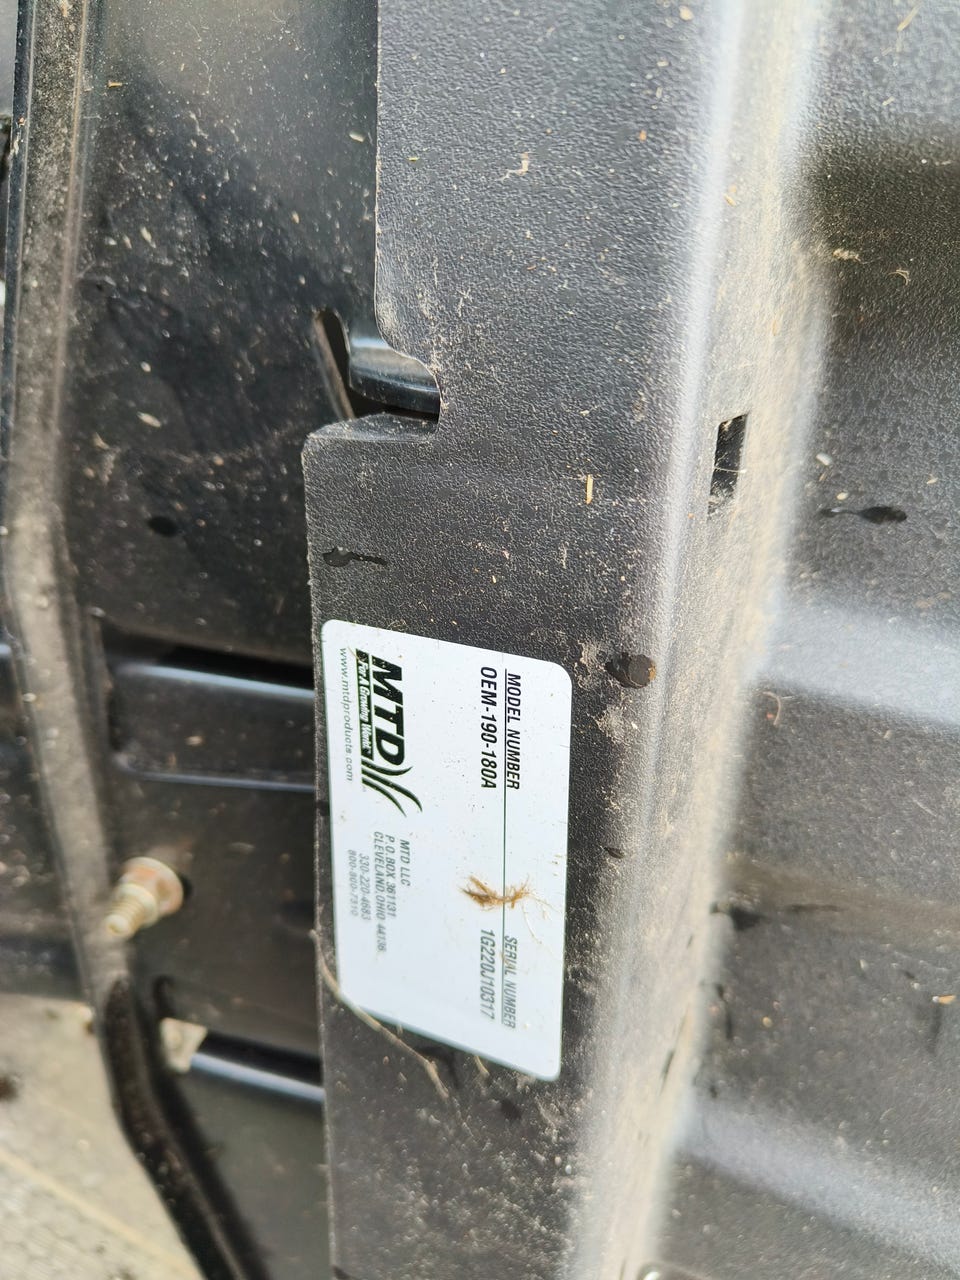 MODEL NUMBER
OEM-190-180A
SERIAL NUMBER
1G220J10317
MTD
For A Growing World.
www.mtdproducts.com
MTD LLC
P.O. BOX 361131
CLEVELAND, OHIO 44136
330-220-4683
800-800-7310